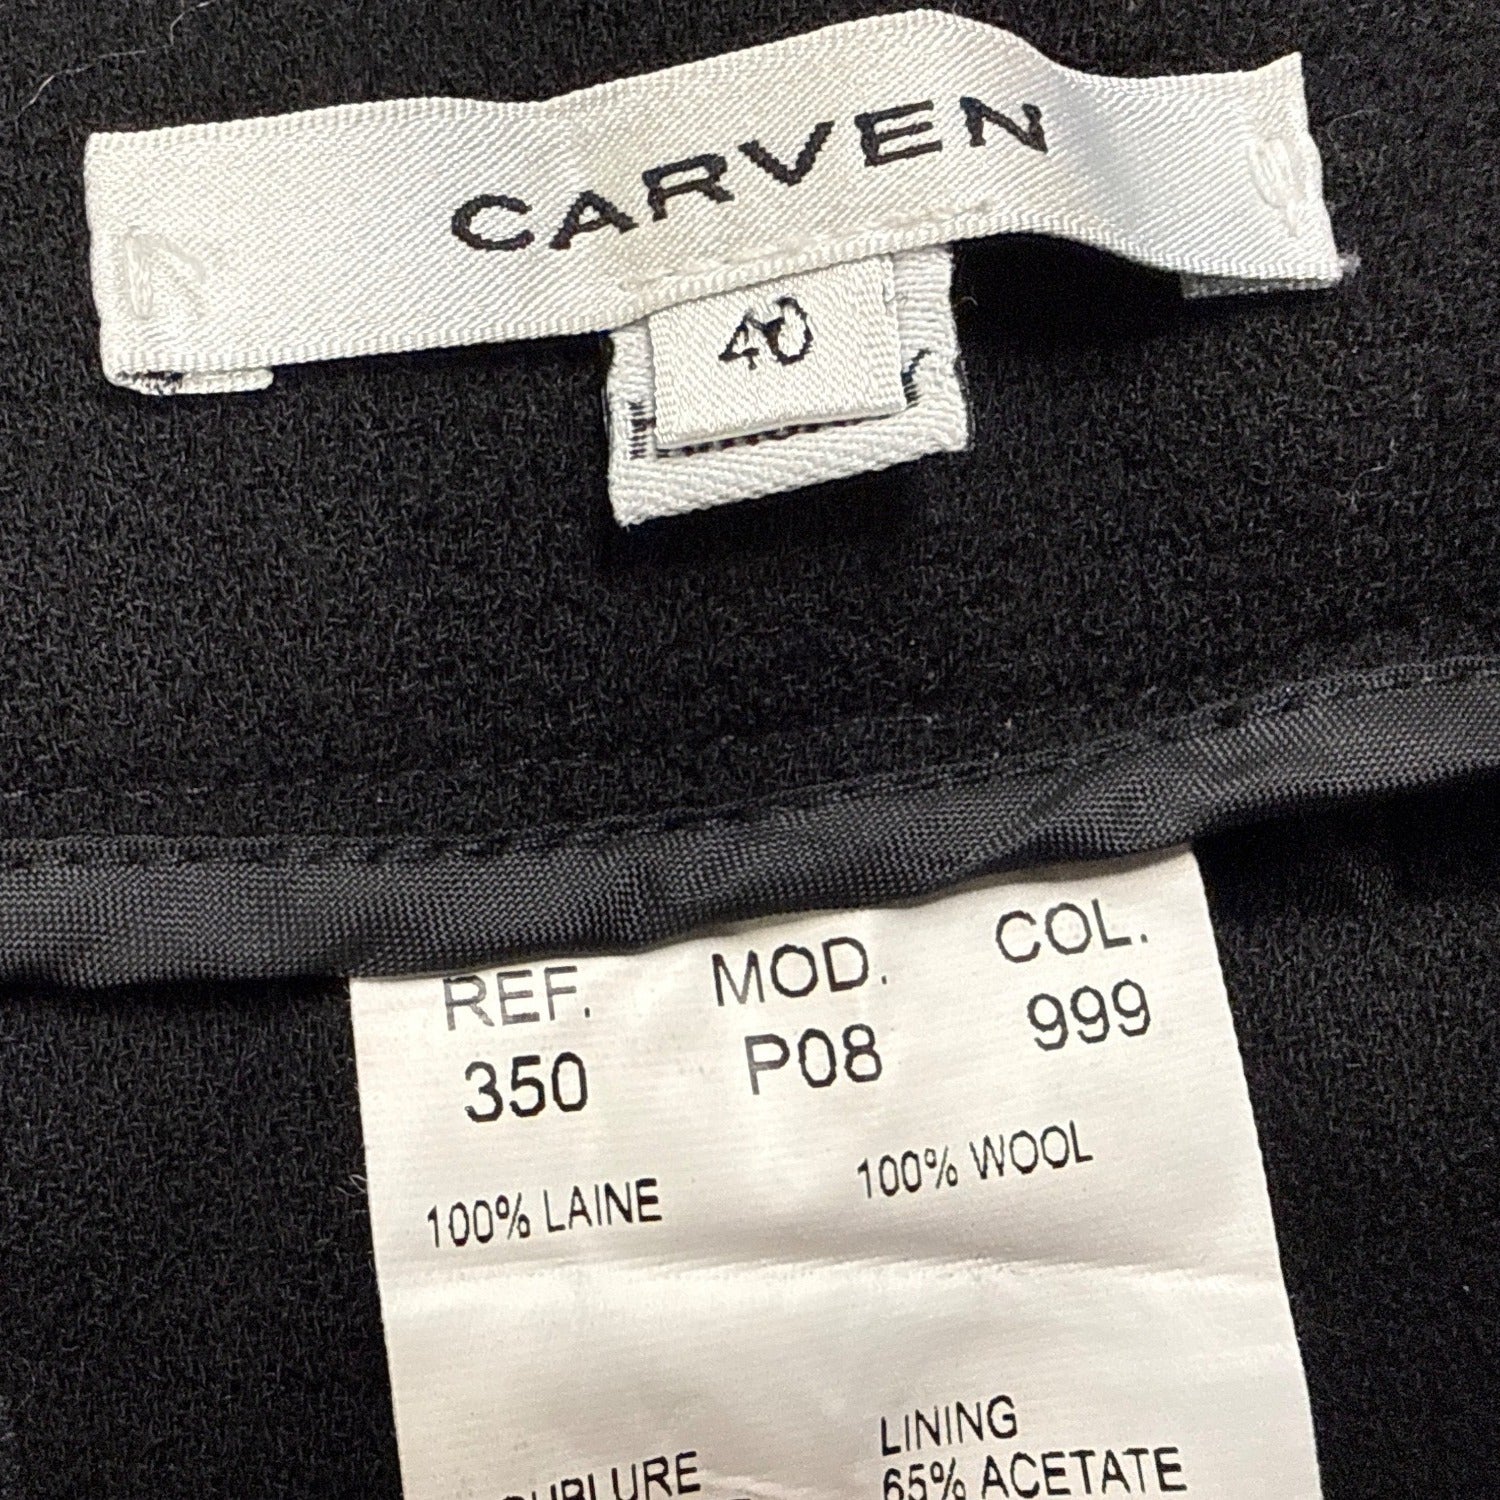 CARVEN
40
REF. MOD. COL.
350 P08 999
100% LAINE 100% WOOL
LINING
65% ACETATE